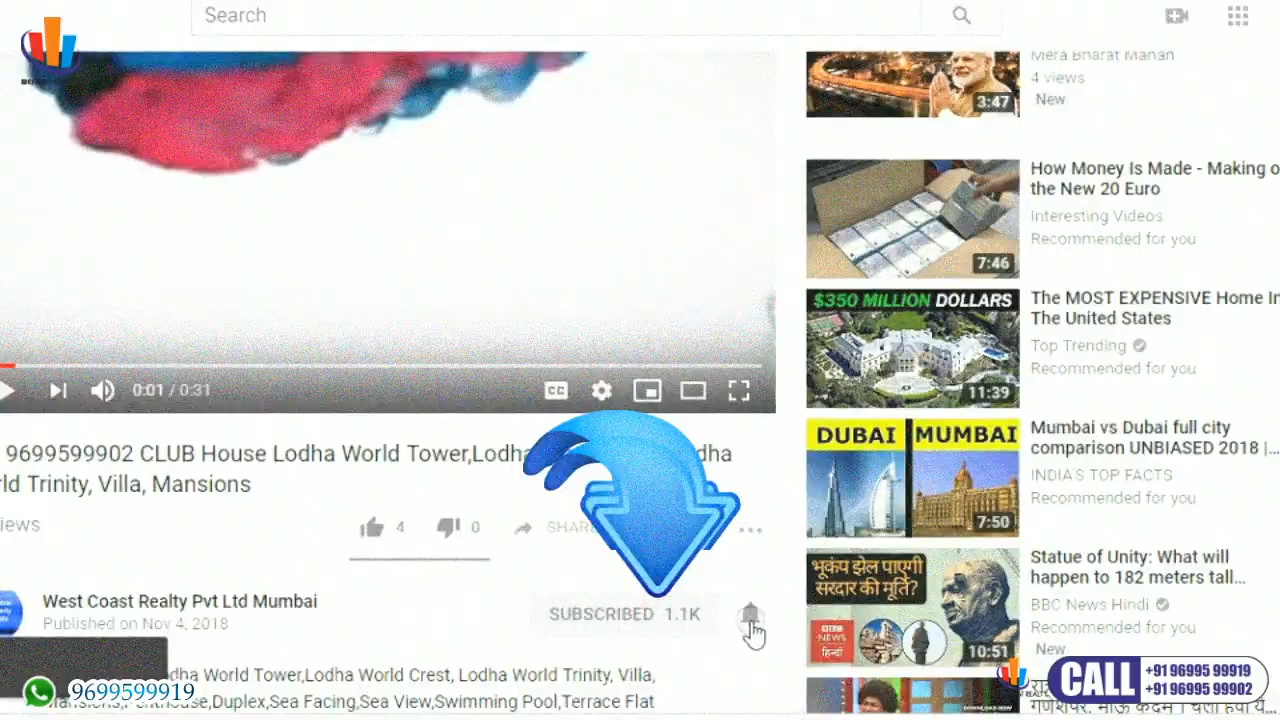 Search
Mera Bharat Mahan
4 views
New
3:47
How Money Is Made - Making o
the New 20 Euro
Interesting Videos
Recommended for you
7:46
$350 MILLION DOLLARS
The MOST EXPENSIVE Home In
The United States
Top Trending
Recommended for you
11:39
0:01 / 0:31
CC
DUBAI MUMBAI
Mumbai vs Dubai full city
comparison UNBIASED 2018 |...
INDIA'S TOP FACTS
Recommended for you
7:50
9699599902 CLUB House Lodha World Tower,Lodha
dha
rld Trinity, Villa, Mansions
iews
4
0
SHARE
भूकंप झेल पाएगी
सरदार की मूर्ति?
BBC
NEWS
हिन्दी
Statue of Unity: What will
happen to 182 meters tall...
BBC News Hindi
Recommended for you
New
10:51
West Coast Realty Pvt Ltd Mumbai
Published on Nov 4, 2018
SUBSCRIBED 1.1K
dha World Tower,Lodha World Crest, Lodha World Trinity, Villa,
Duplex,Sea Facing,Sea View,Swimming Pool,Terrace Flat
9699599919
CALL
+91 96995 99919
+91 96995 99902